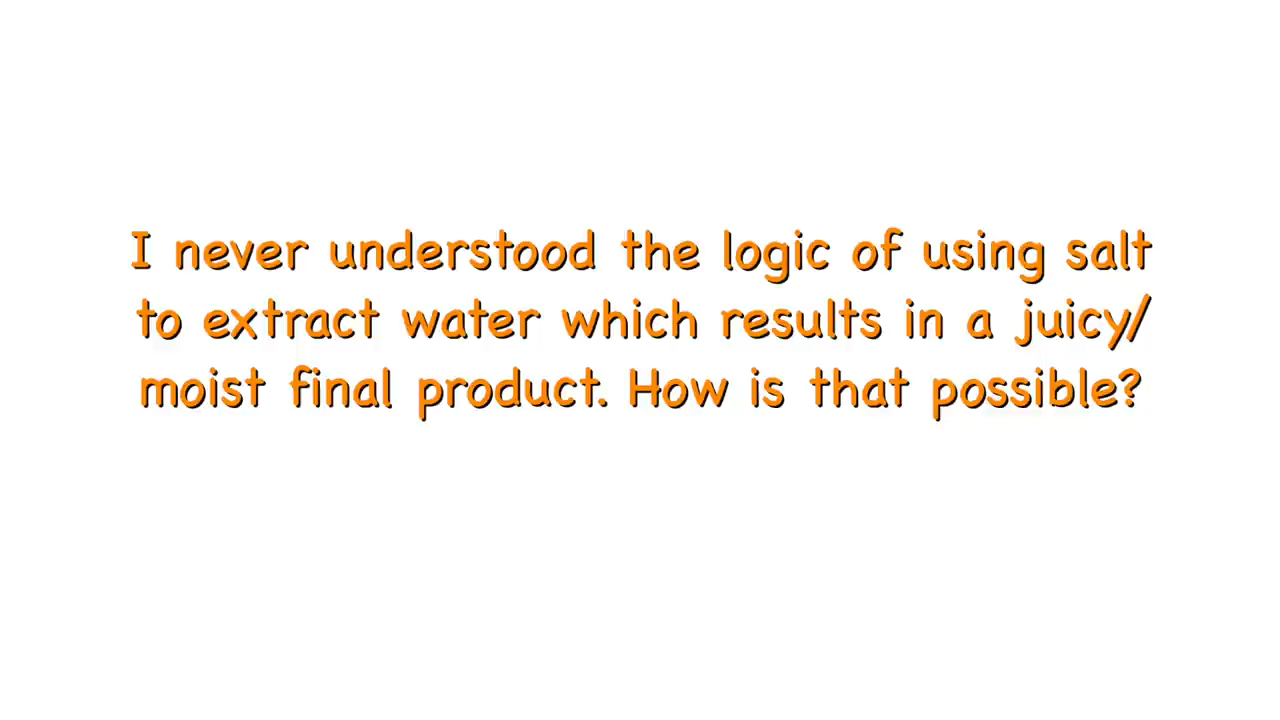 I never understood the logic of using salt
to extract water which results in a juicy/
moist final product. How is that possible?